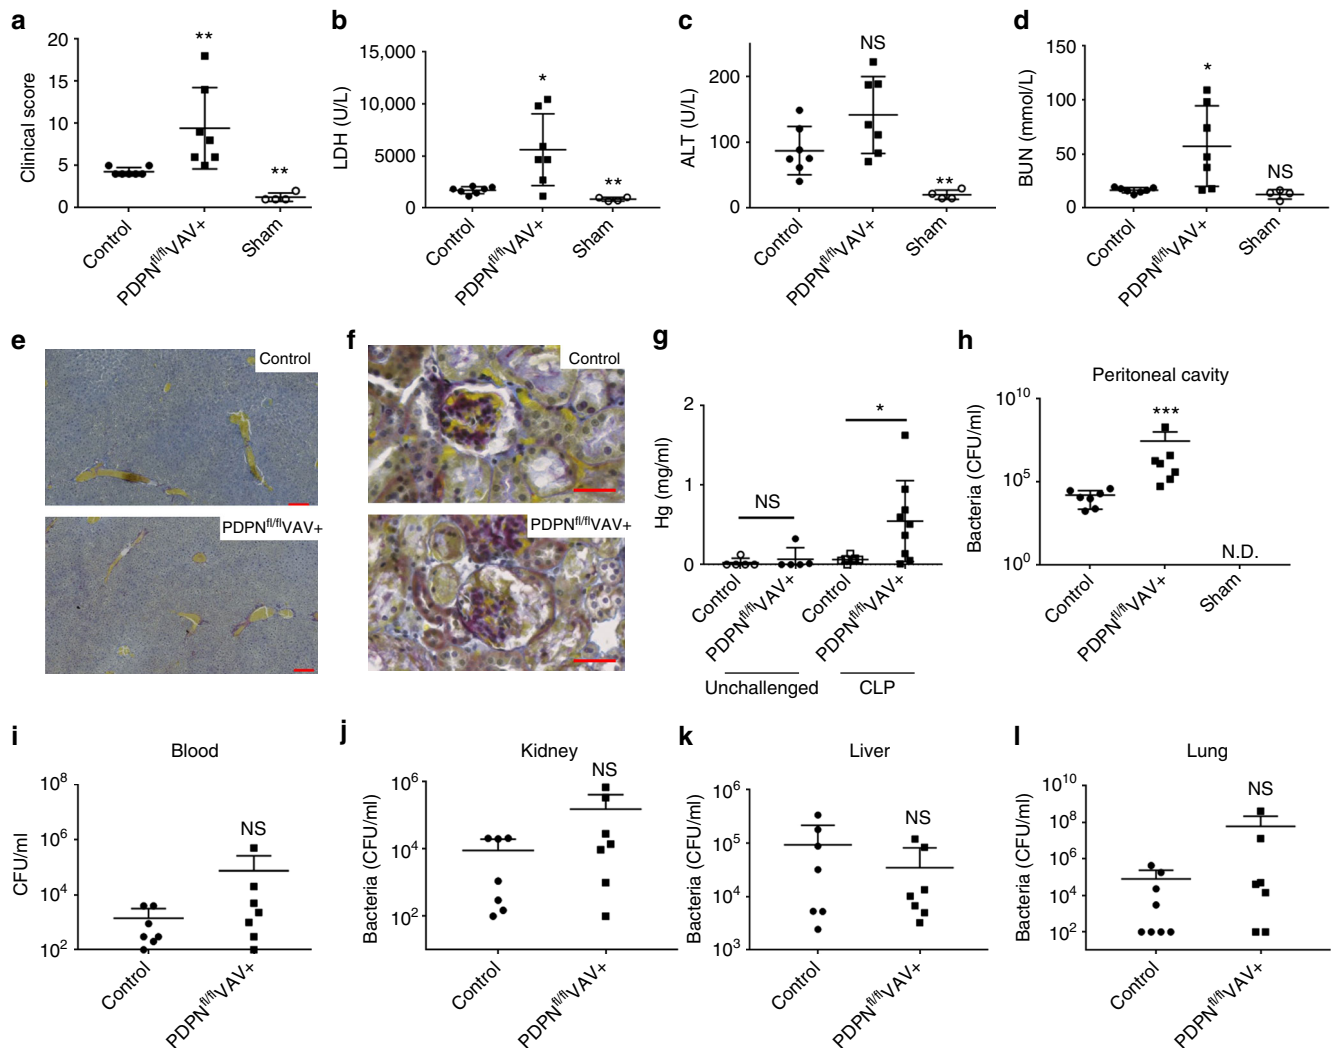 a
Clinical score
20
15
10
5
0
**
**
Control
PDPNfl/flVAV+
Sham
b
LDH (U/L)
15,000
10,000
5000
0
*
**
Control
PDPNfl/flVAV+
Sham
c
ALT (U/L)
200
100
0
NS
**
Control
PDPNfl/flVAV+
Sham
d
BUN (mmol/L)
150
100
50
0
*
NS
Control
PDPNfl/flVAV+
Sham
e
Control
PDPNfl/flVAV+
f
Control
PDPNfl/flVAV+
g
Hg (mg/ml)
2
1
0
NS
*
Control
PDPNfl/flVAV+
Control
PDPNfl/flVAV+
Unchallenged
CLP
h
Peritoneal cavity
Bacteria (CFU/ml)
10^10
10^5
10^0
***
N.D.
Control
PDPNfl/flVAV+
Sham
i
Blood
CFU/ml
10^8
10^6
10^4
10^2
NS
Control
PDPNfl/flVAV+
j
Kidney
Bacteria (CFU/ml)
10^6
10^4
10^2
NS
Control
PDPNfl/flVAV+
k
Liver
Bacteria (CFU/ml)
10^6
10^5
10^4
10^3
NS
Control
PDPNfl/flVAV+
l
Lung
Bacteria (CFU/ml)
10^10
10^8
10^6
10^4
10^2
NS
Control
PDPNfl/flVAV+